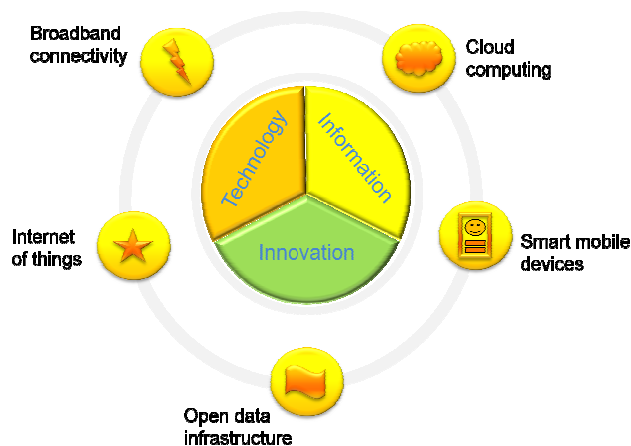 Broadband
connectivity
Cloud
computing
Technology
Information
Innovation
Internet
of things
Smart mobile
devices
Open data
infrastructure